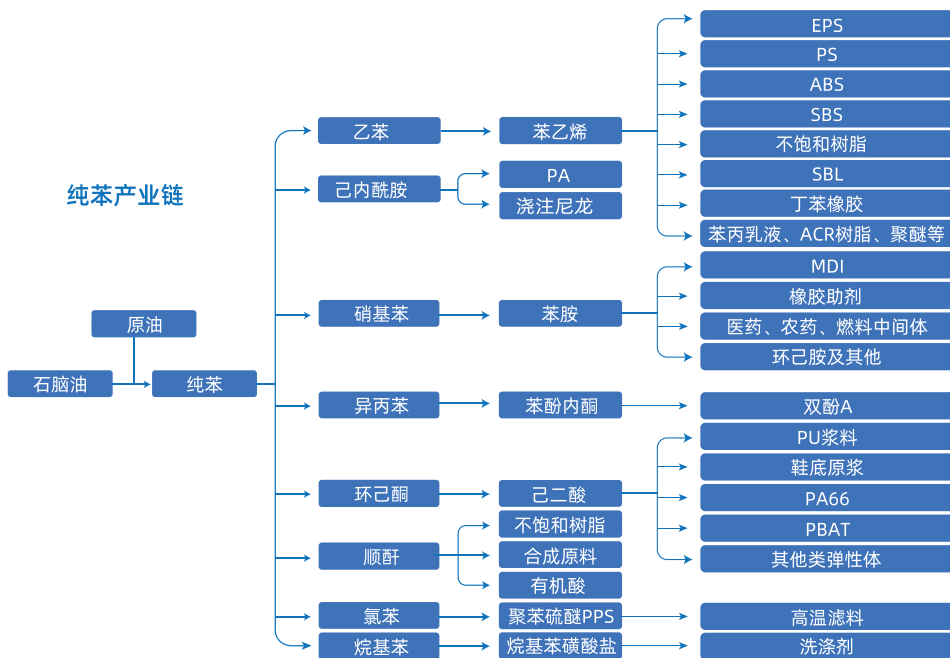 纯苯产业链
原油
石脑油
纯苯
乙苯
苯乙烯
EPS
PS
ABS
SBS
不饱和树脂
SBL
丁苯橡胶
苯丙乳液、ACR树脂、聚醚等
己内酰胺
PA
浇注尼龙
硝基苯
苯胺
MDI
橡胶助剂
医药、农药、燃料中间体
环己胺及其他
异丙苯
苯酚内酮
双酚A
环己酮
己二酸
PU浆料
鞋底原浆
PA66
PBAT
其他类弹性体
顺酐
不饱和树脂
合成原料
有机酸
氯苯
聚苯硫醚PPS
高温滤料
烷基苯
烷基苯磺酸盐
洗涤剂